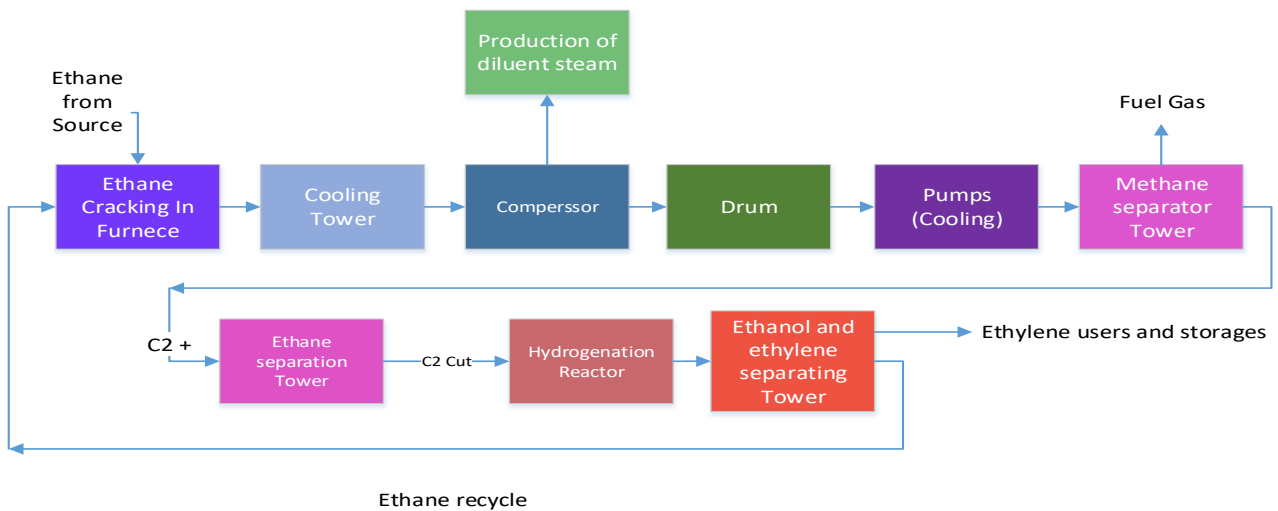 Production of
diluent steam
Ethane
from
Source
Fuel Gas
Ethane
Cracking In
Furnece
Cooling
Tower
Comperssor
Drum
Pumps
(Cooling)
Methane
separator
Tower
C2 +
Ethane
separation
Tower
C2 Cut
Hydrogenation
Reactor
Ethanol and
ethylene
separating
Tower
Ethylene users and storages
Ethane recycle